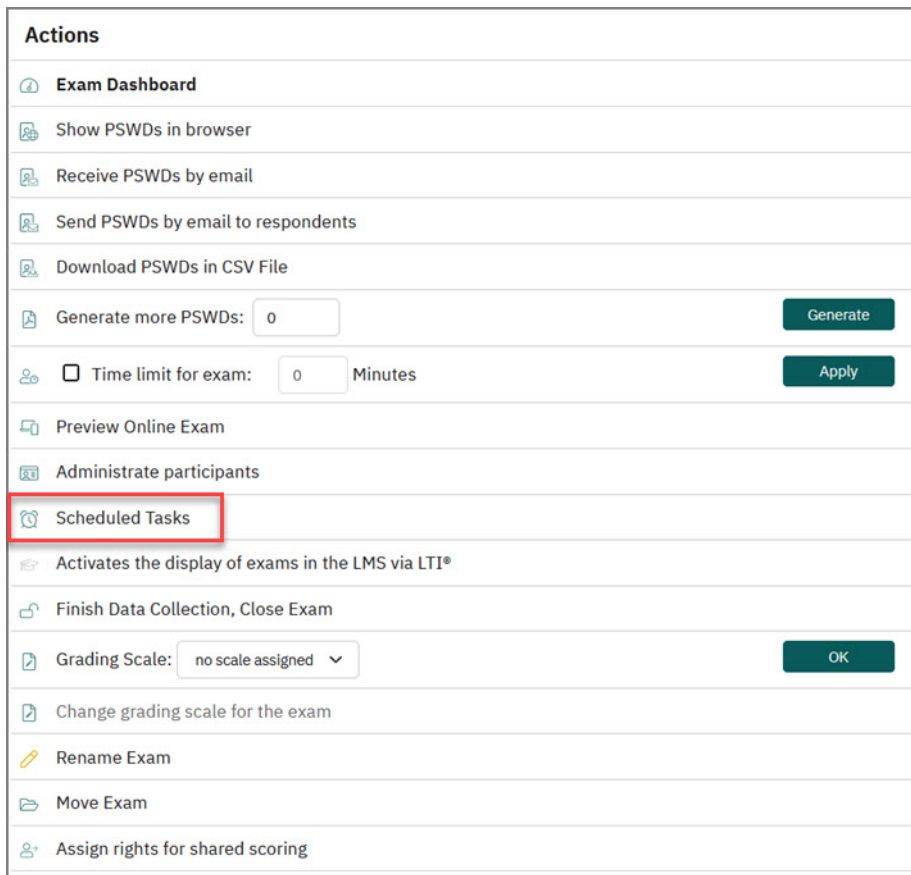 Actions
Exam Dashboard
Show PSWDs in browser
Receive PSWDs by email
Send PSWDs by email to respondents
Download PSWDs in CSV File
Generate more PSWDs: 0 Generate
Time limit for exam: 0 Minutes Apply
Preview Online Exam
Administrate participants
Scheduled Tasks
Activates the display of exams in the LMS via LTI®
Finish Data Collection, Close Exam
Grading Scale: no scale assigned OK
Change grading scale for the exam
Rename Exam
Move Exam
Assign rights for shared scoring